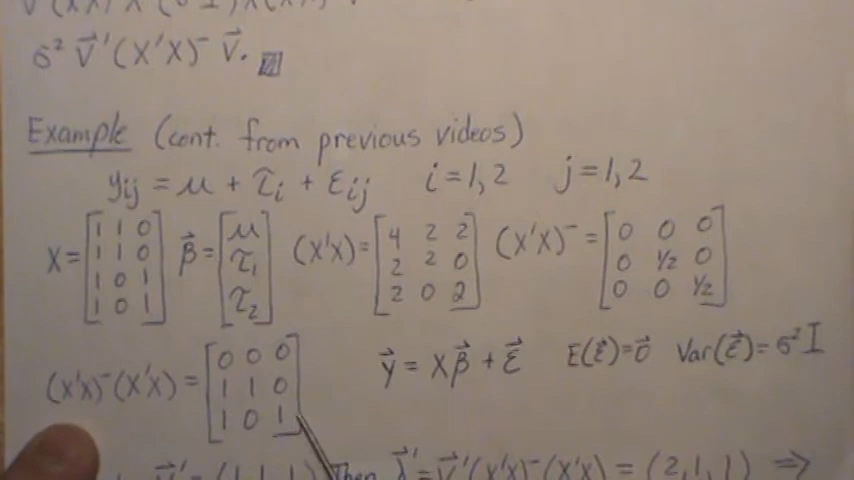 σ² V⃗'(X'X)⁻ V⃗.
Example (cont. from previous videos)
yij = μ + τi + εij i=1,2 j=1,2
X = [1 1 0; 1 1 0; 1 0 1; 1 0 1] β⃗ = [μ; τ1; τ2] (X'X) = [4 2 2; 2 2 0; 2 0 2] (X'X)⁻ = [0 0 0; 0 1/2 0; 0 0 1/2]
(X'X)⁻(X'X) = [0 0 0; 1 1 0; 1 0 1] y⃗ = Xβ⃗ + ε⃗ E(ε⃗)=0⃗ Var(ε⃗)=σ²I
V⃗' = (1,1,1) Then λ⃗' = V⃗'(X'X)⁻(X'X) = (2,1,1) ⇒